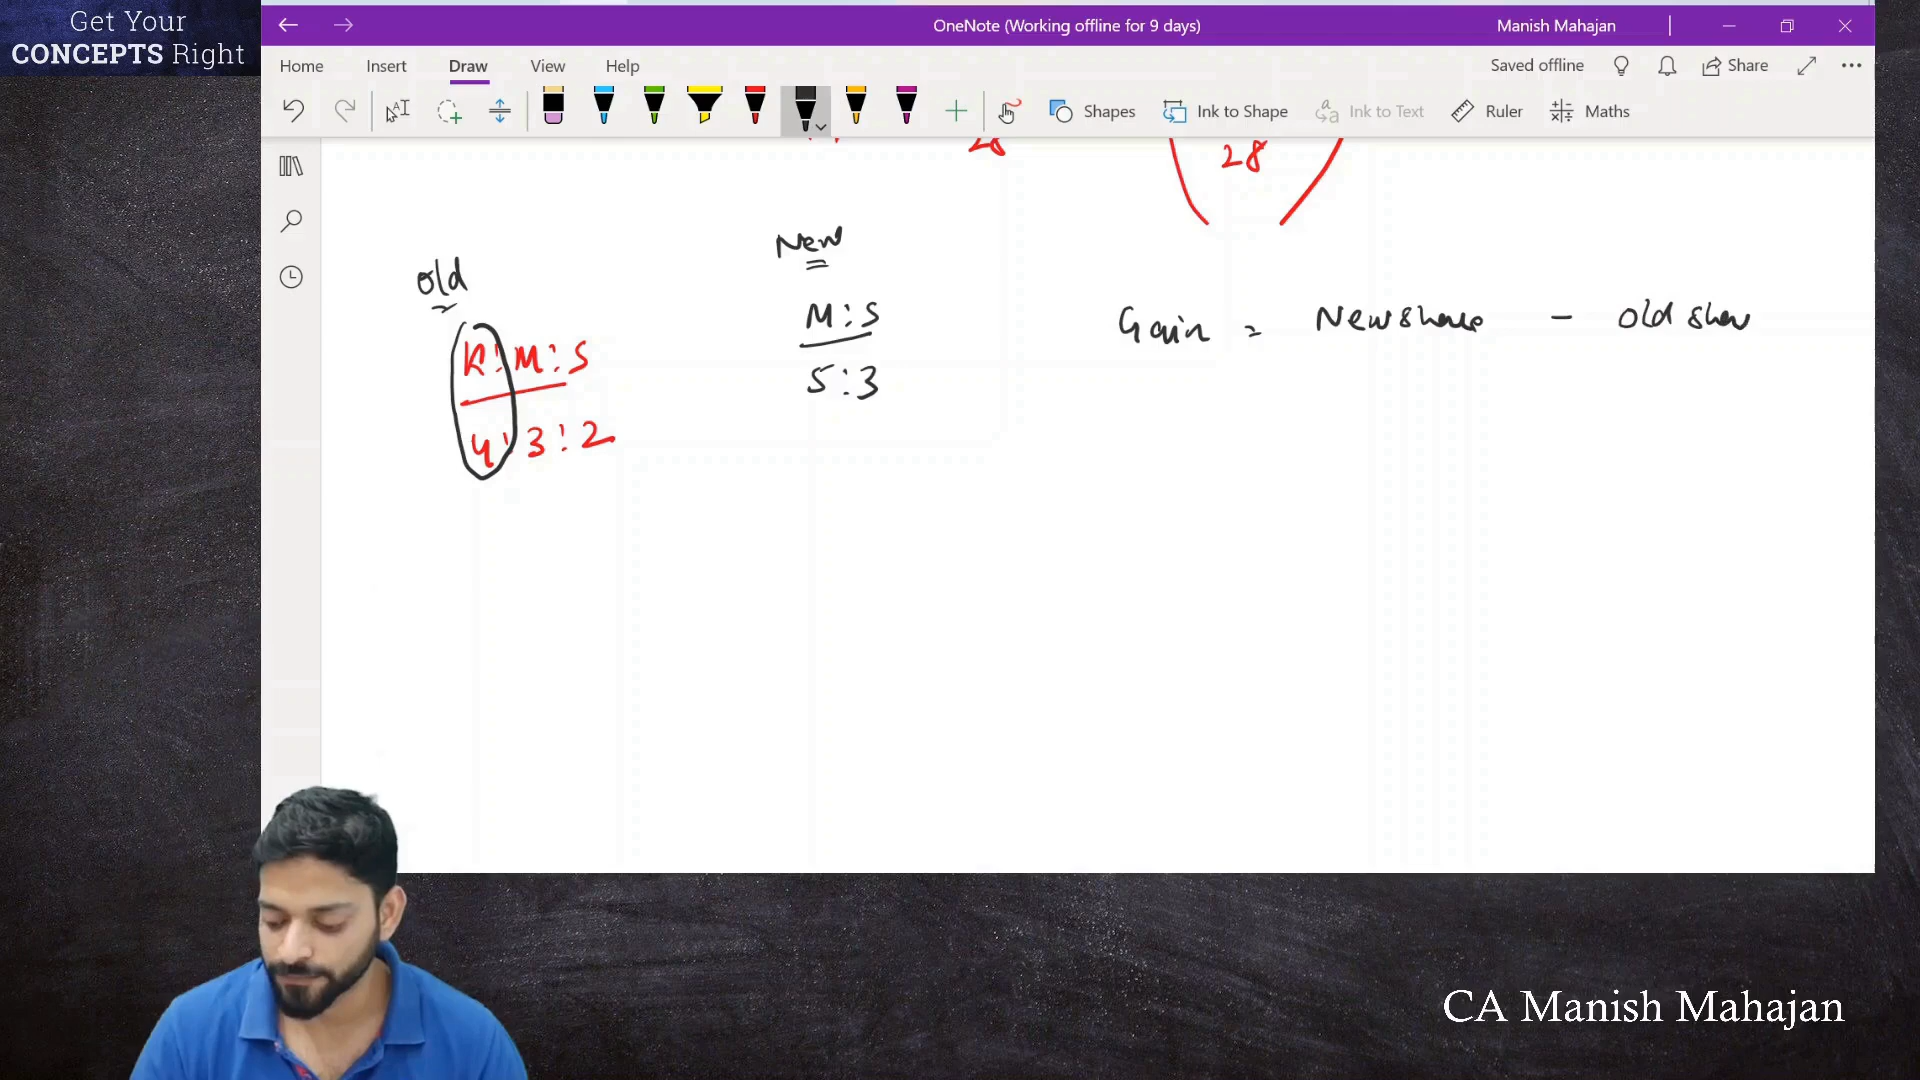 Get Your
CONCEPTS Right
OneNote (Working offline for 9 days)
Manish Mahajan
Home Insert Draw View Help
Saved offline Share
Shapes Ink to Shape Ink to Text Ruler Maths
28 28
New
Old
M:S
Gain = New share - Old share
K:M:S
5:3
4:3:2
CA Manish Mahajan